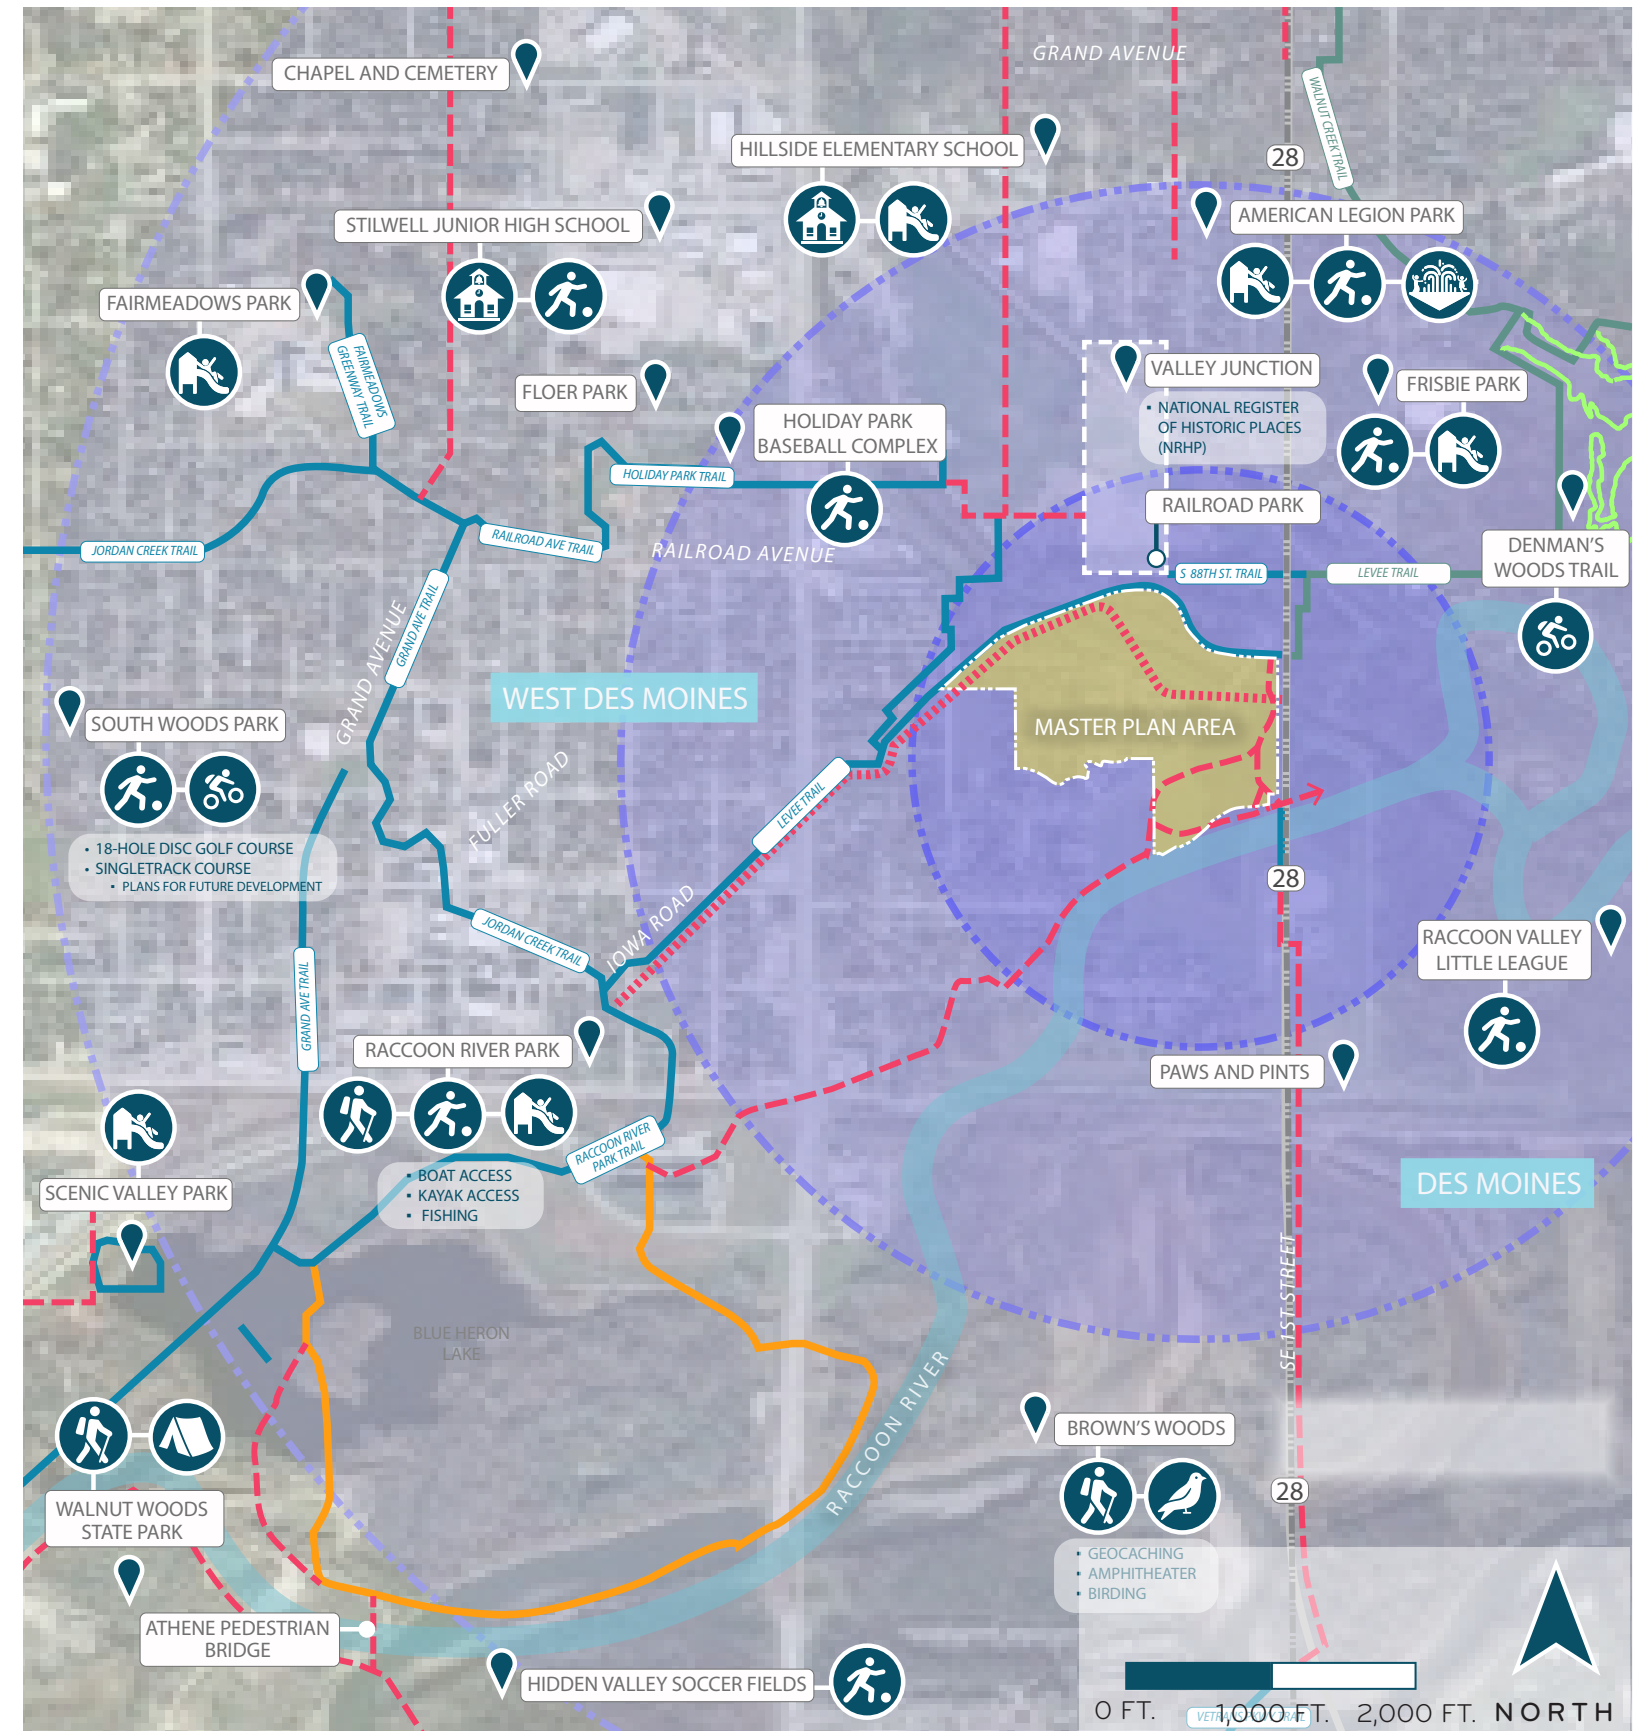 GRAND AVENUE
CHAPEL AND CEMETERY
WALNUT CREEK TRAIL
HILLSIDE ELEMENTARY SCHOOL
28
STILWELL JUNIOR HIGH SCHOOL
AMERICAN LEGION PARK
FAIRMEADOWS PARK
FAIRMEADOWS
GREENWAY TRAIL
FLOER PARK
HOLIDAY PARK
BASEBALL COMPLEX
VALLEY JUNCTION
▪ NATIONAL REGISTER
OF HISTORIC PLACES
(NRHP)
FRISBIE PARK
HOLIDAY PARK TRAIL
RAILROAD PARK
JORDAN CREEK TRAIL
RAILROAD AVE TRAIL
RAILROAD AVENUE
DENMAN'S
WOODS TRAIL
S 88TH ST. TRAIL
LEVEE TRAIL
GRAND AVE TRAIL
GRAND AVENUE
WEST DES MOINES
SOUTH WOODS PARK
MASTER PLAN AREA
FULLER ROAD
LEVEE TRAIL
• 18-HOLE DISC GOLF COURSE
• SINGLETRACK COURSE
▪ PLANS FOR FUTURE DEVELOPMENT
28
IOWA ROAD
JORDAN CREEK TRAIL
RACCOON VALLEY
LITTLE LEAGUE
GRAND AVE TRAIL
RACCOON RIVER PARK
PAWS AND PINTS
RACCOON RIVER
PARK TRAIL
▪ BOAT ACCESS
▪ KAYAK ACCESS
▪ FISHING
SCENIC VALLEY PARK
DES MOINES
SE 1ST STREET
BLUE HERON
LAKE
RACCOON RIVER
BROWN'S WOODS
28
WALNUT WOODS
STATE PARK
▪ GEOCACHING
▪ AMPHITHEATER
▪ BIRDING
ATHENE PEDESTRIAN
BRIDGE
HIDDEN VALLEY SOCCER FIELDS
0 FT. 1,000 FT. 2,000 FT. NORTH